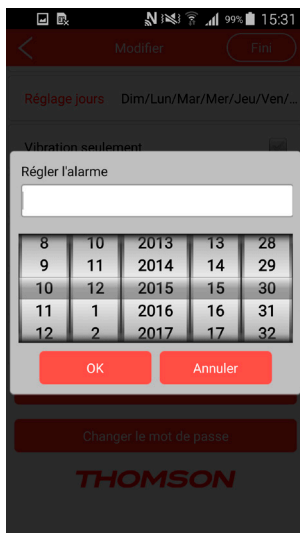 99% 15:31
Modifier Fini
Réglage jours Dim/Lun/Mar/Mer/Jeu/Ven/...
Vibration seulement
Régler l'alarme
8 10 2013 13 28
9 11 2014 14 29
10 12 2015 15 30
11 1 2016 16 31
12 2 2017 17 32
OK Annuler
Changer le mot de passe
THOMSON